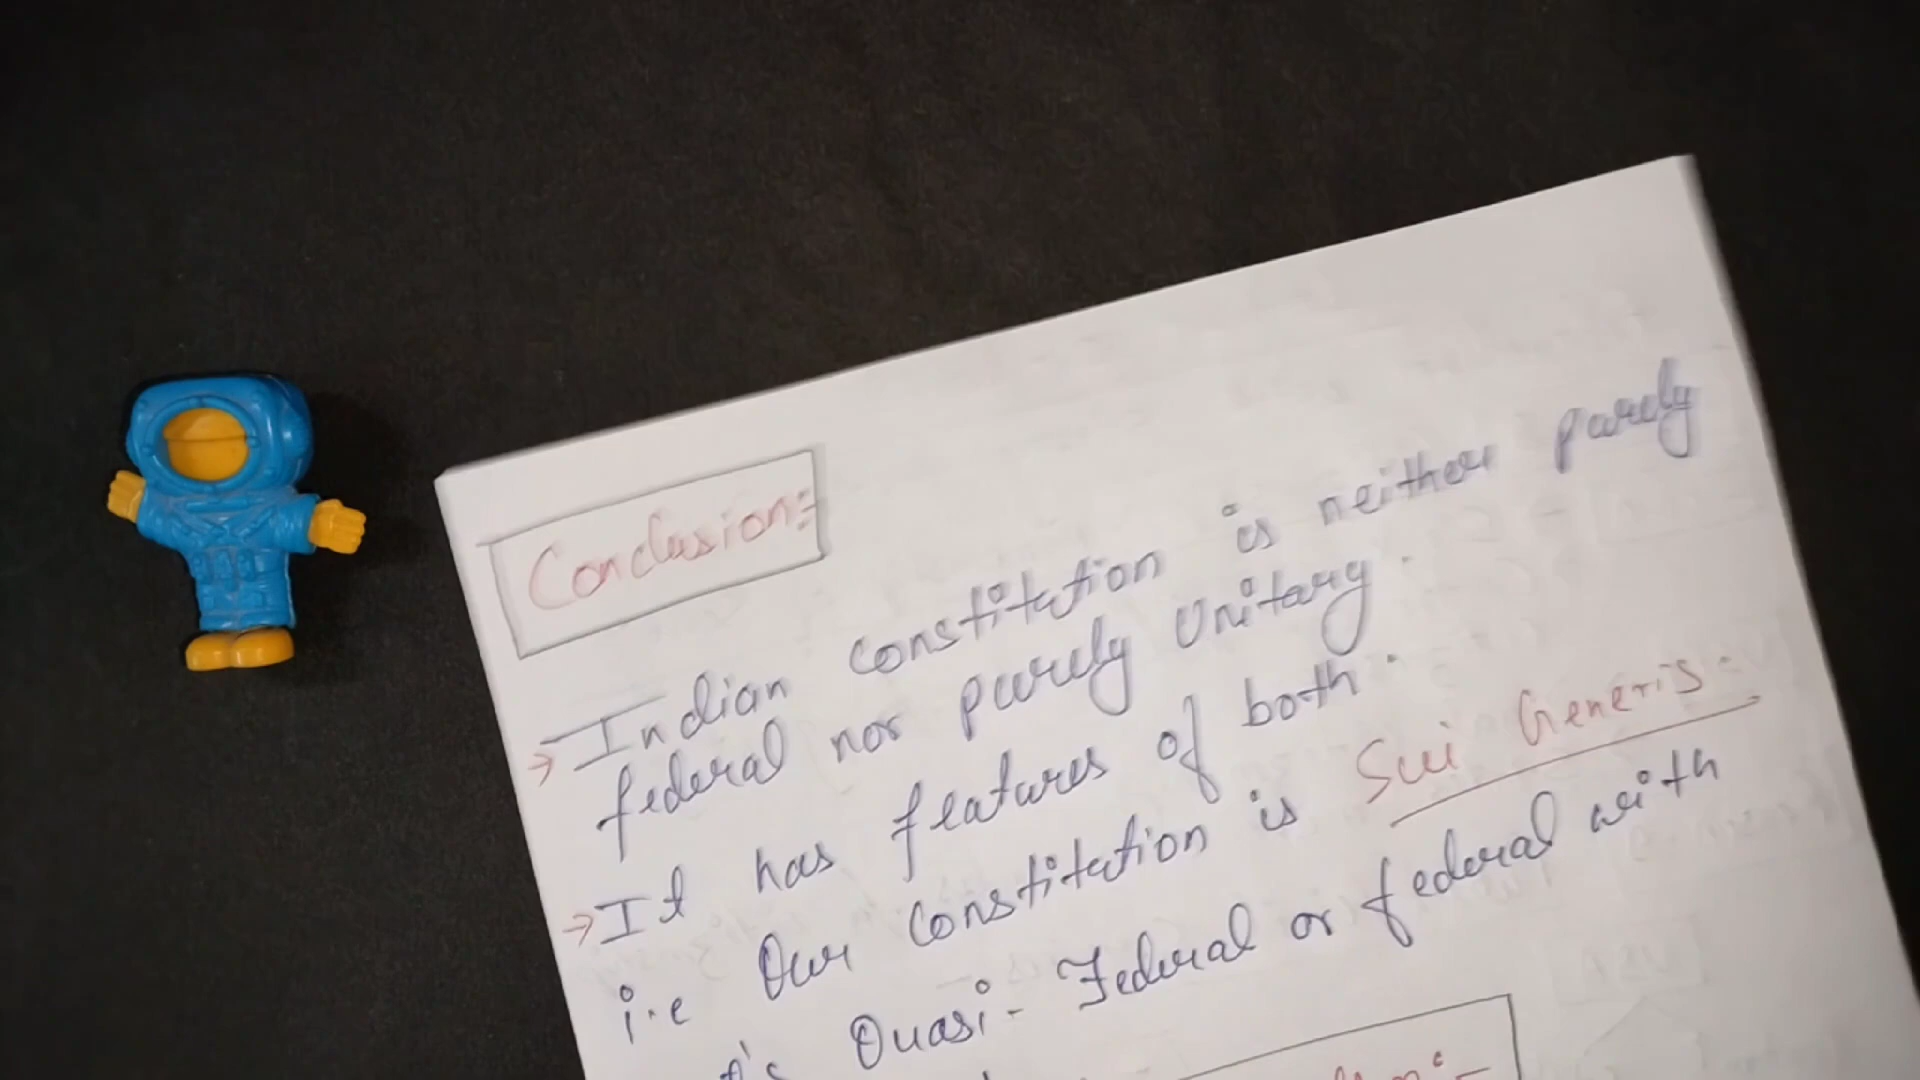 Conclusion:-
→ Indian constitution is neither purely
federal nor purely Unitary.
→ It has features of both.
i.e Our constitution is Sui Generis.
Quasi-Federal or federal with